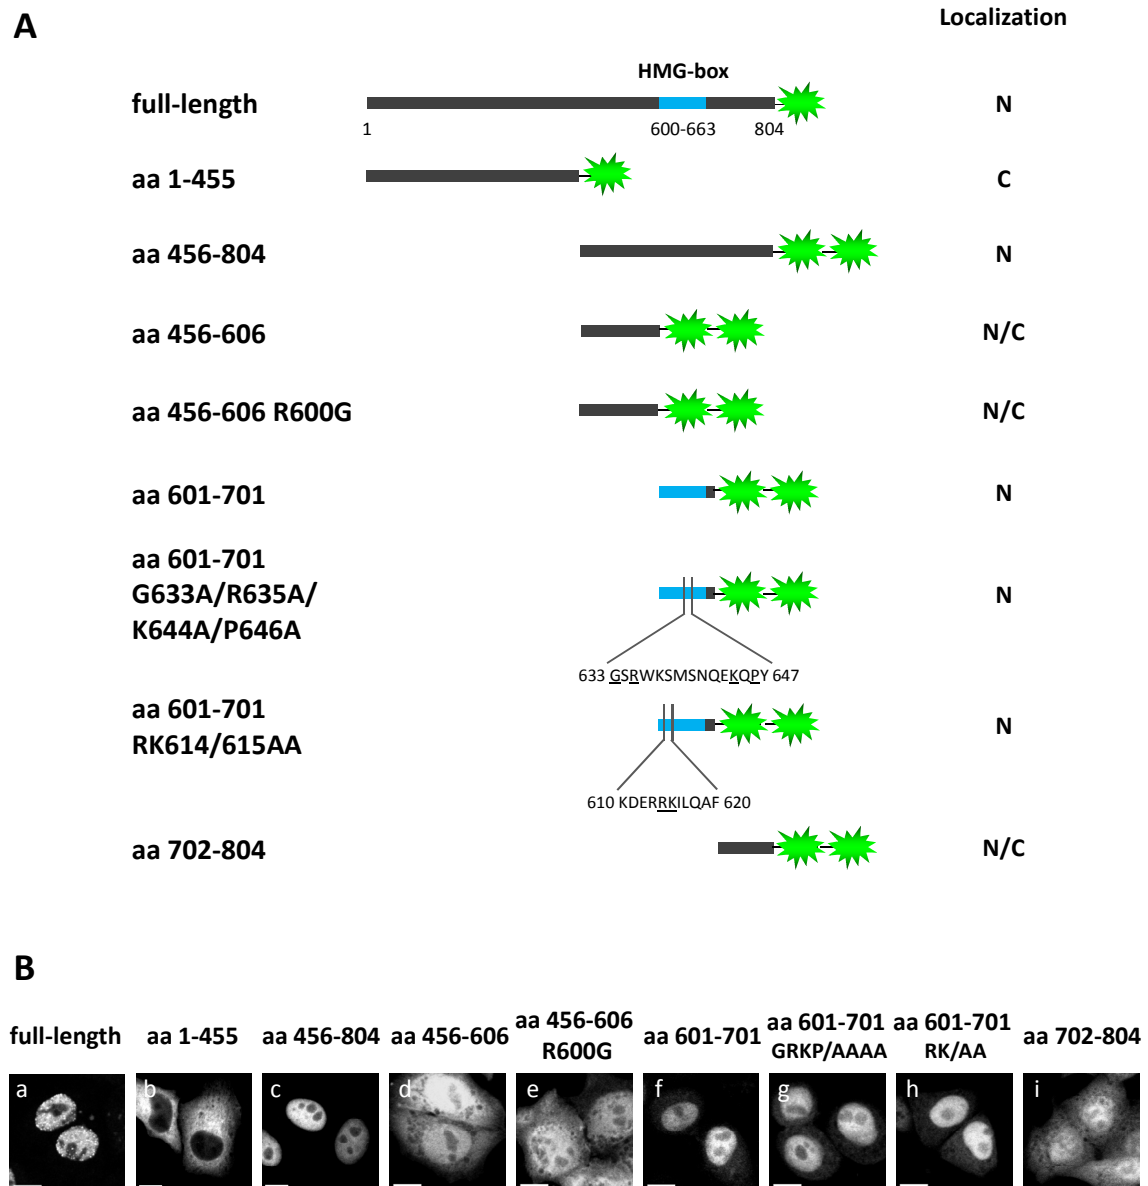 A
Localization
HMG-box
full-length
N
1
600-663
804
aa 1-455
C
aa 456-804
N
aa 456-606
N/C
aa 456-606 R600G
N/C
aa 601-701
N
aa 601-701
G633A/R635A/
K644A/P646A
N
633 GSRWKSMSNQEKQPY 647
aa 601-701
RK614/615AA
N
610 KDERRKILQAF 620
aa 702-804
N/C
B
full-length
aa 1-455
aa 456-804
aa 456-606
aa 456-606
R600G
aa 601-701
aa 601-701
GRKP/AAAA
aa 601-701
RK/AA
aa 702-804
a
b
c
d
e
f
g
h
i